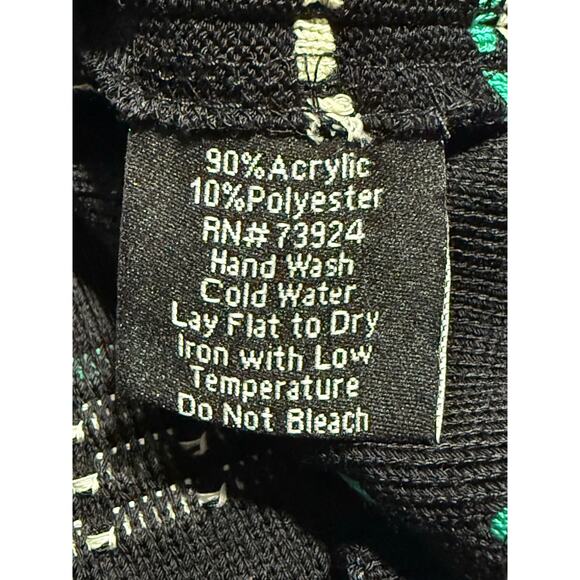 90%Acrylic
10%Polyester
RN# 73924
Hand Wash
Cold Water
Lay Flat to Dry
Iron with Low
Temperature
Do Not Bleach